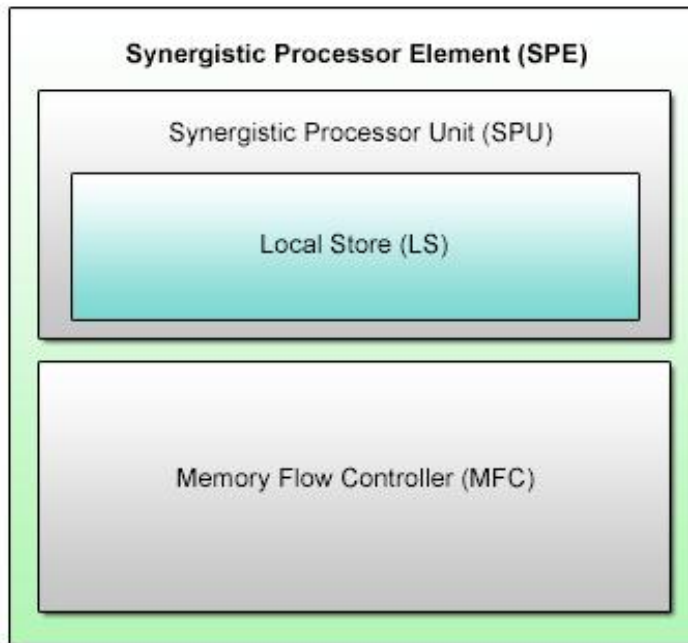 Synergistic Processor Element (SPE)
Synergistic Processor Unit (SPU)
Local Store (LS)
Memory Flow Controller (MFC)